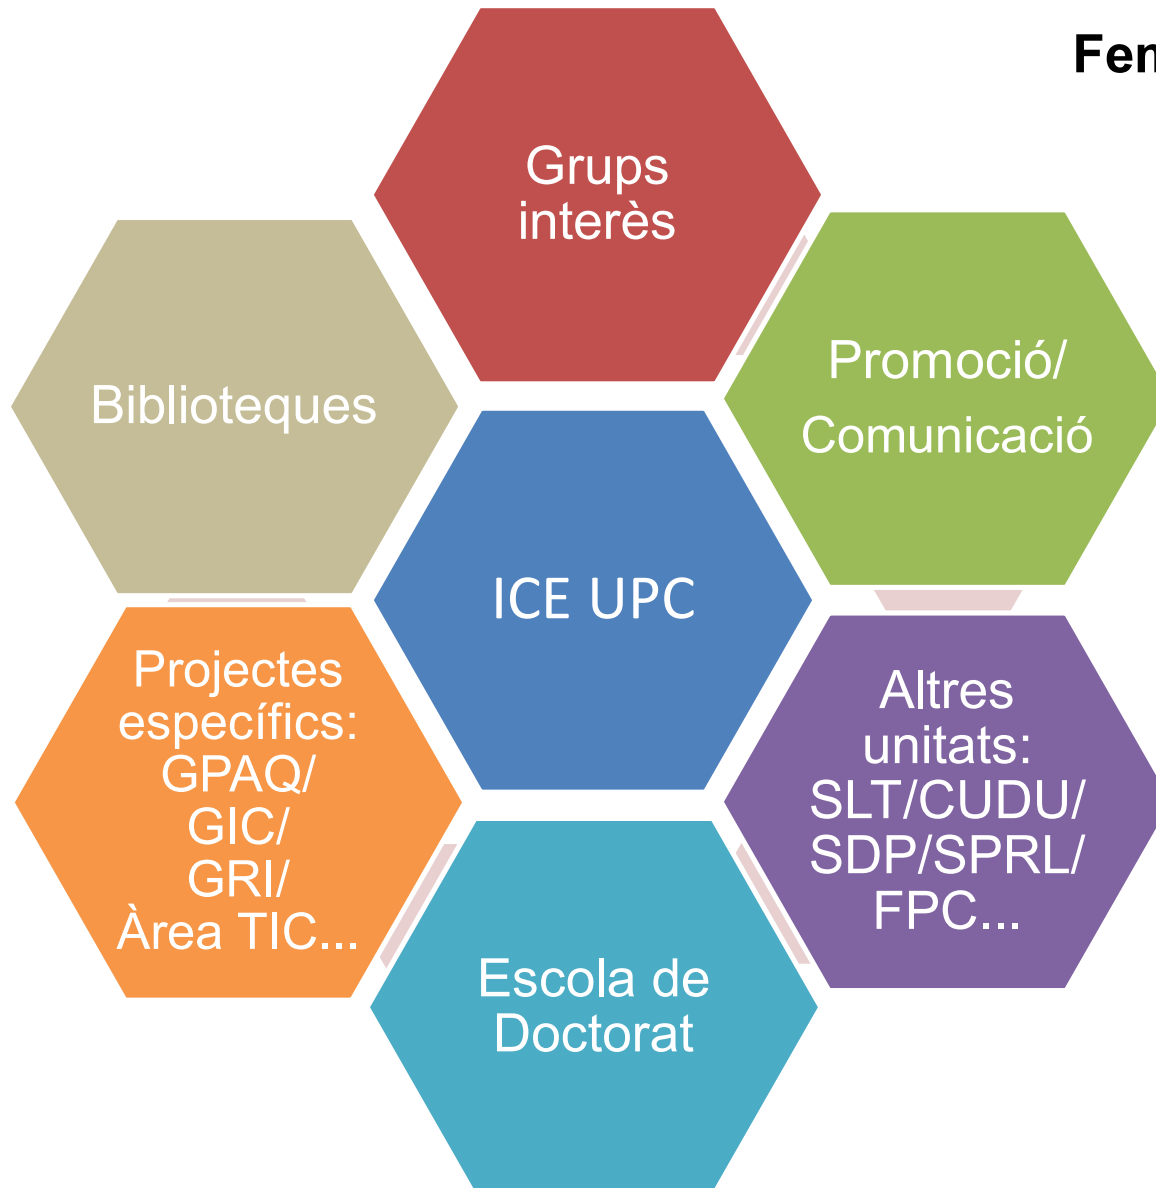 Fem
Grups
interès
Promoció/
Comunicació
Biblioteques
ICE UPC
Projectes
específics:
GPAQ/
GIC/
GRI/
Àrea TIC...
Altres
unitats:
SLT/CUDU/
SDP/SPRL/
FPC...
Escola de
Doctorat